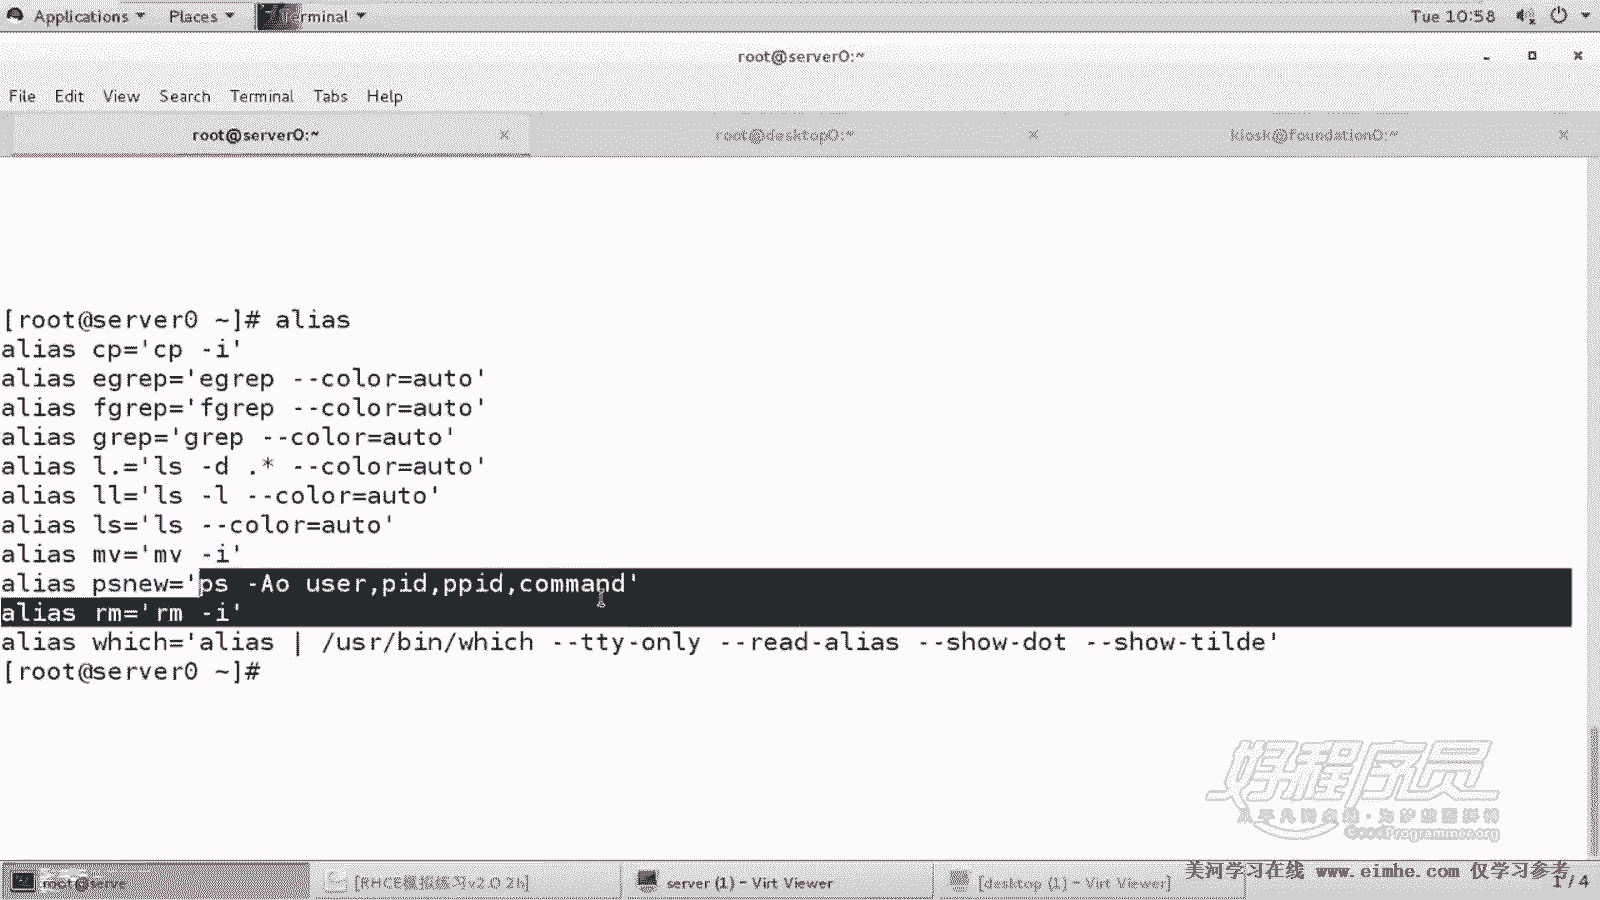 Applications Places Terminal Tue 10:58
root@server0:~
File Edit View Search Terminal Tabs Help
root@server0:~ root@desktop0:~ kiosk@foundation0:~
[root@server0 ~]# alias
alias cp='cp -i'
alias egrep='egrep --color=auto'
alias fgrep='fgrep --color=auto'
alias grep='grep --color=auto'
alias l.='ls -d .* --color=auto'
alias ll='ls -l --color=auto'
alias ls='ls --color=auto'
alias mv='mv -i'
alias psnew='ps -Ao user,pid,ppid,command'
alias rm='rm -i'
alias which='alias | /usr/bin/which --tty-only --read-alias --show-dot --show-tilde'
[root@server0 ~]#
好程序员
GoodProgrammer.org
美河学习在线 www.eimhe.com 仅学习参考
root@serve [RHCE模拟练习v2.0 2h] server (1) - Virt Viewer [desktop (1) - Virt Viewer] 1 / 4